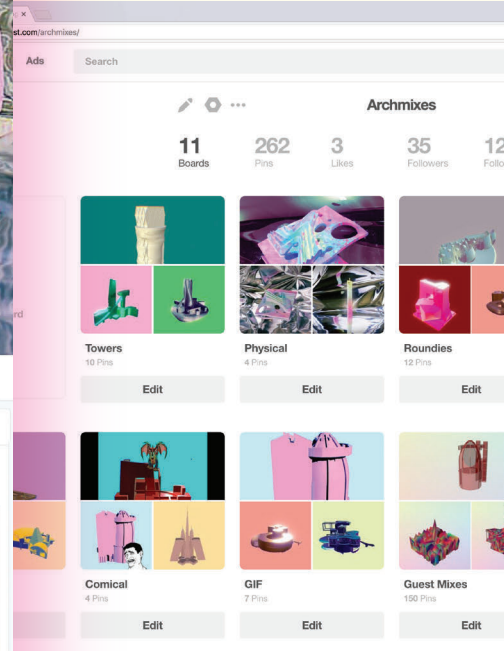 st.com/archmixes/
Ads
Search
Archmixes
11
262
3
35
12
Boards
Pins
Likes
Followers
Follo
rd
Towers
Physical
Roundies
10 Pins
4 Pins
12 Pins
Edit
Edit
Edit
Comical
GIF
Guest Mixes
4 Pins
7 Pins
150 Pins
Edit
Edit
Edit